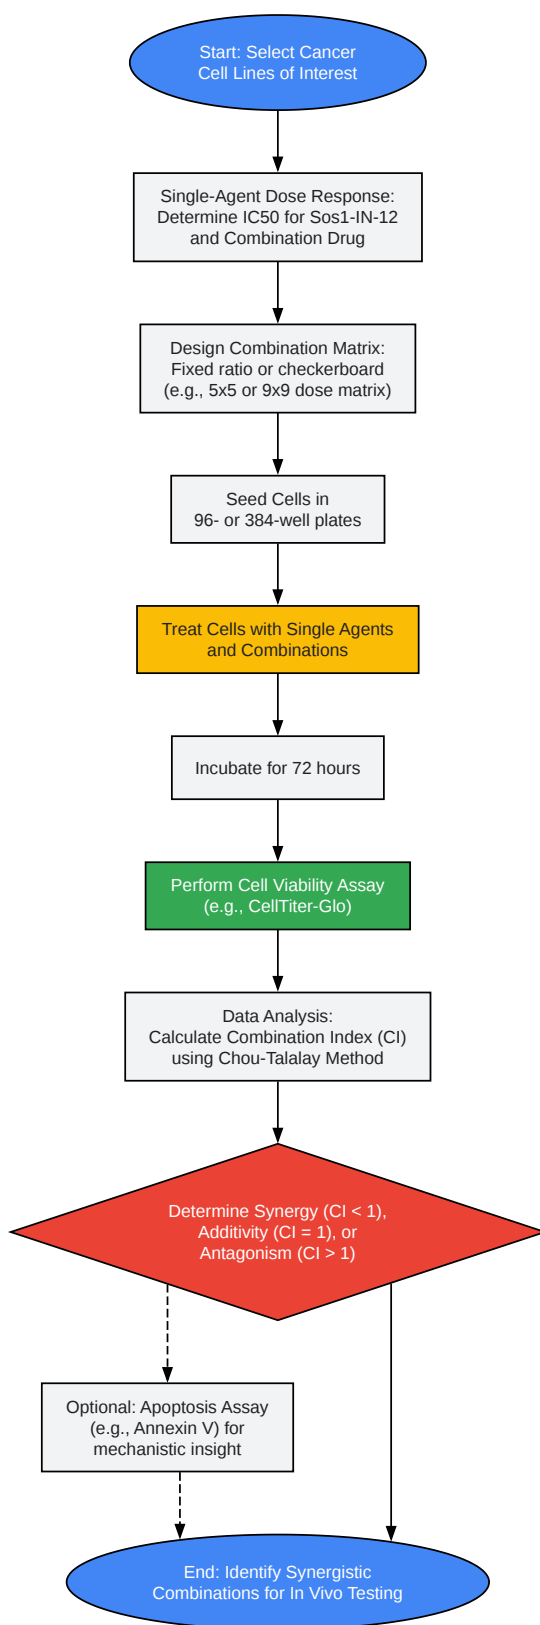 Start: Select Cancer
Cell Lines of Interest
Single-Agent Dose Response:
Determine IC50 for Sos1-IN-12
and Combination Drug
Design Combination Matrix:
Fixed ratio or checkerboard
(e.g., 5x5 or 9x9 dose matrix)
Seed Cells in
96- or 384-well plates
Treat Cells with Single Agents
and Combinations
Incubate for 72 hours
Perform Cell Viability Assay
(e.g., CellTiter-Glo)
Data Analysis:
Calculate Combination Index (CI)
using Chou-Talalay Method
Determine Synergy (CI < 1),
Additivity (CI = 1), or
Antagonism (CI > 1)
Optional: Apoptosis Assay
(e.g., Annexin V) for
mechanistic insight
End: Identify Synergistic
Combinations for In Vivo Testing